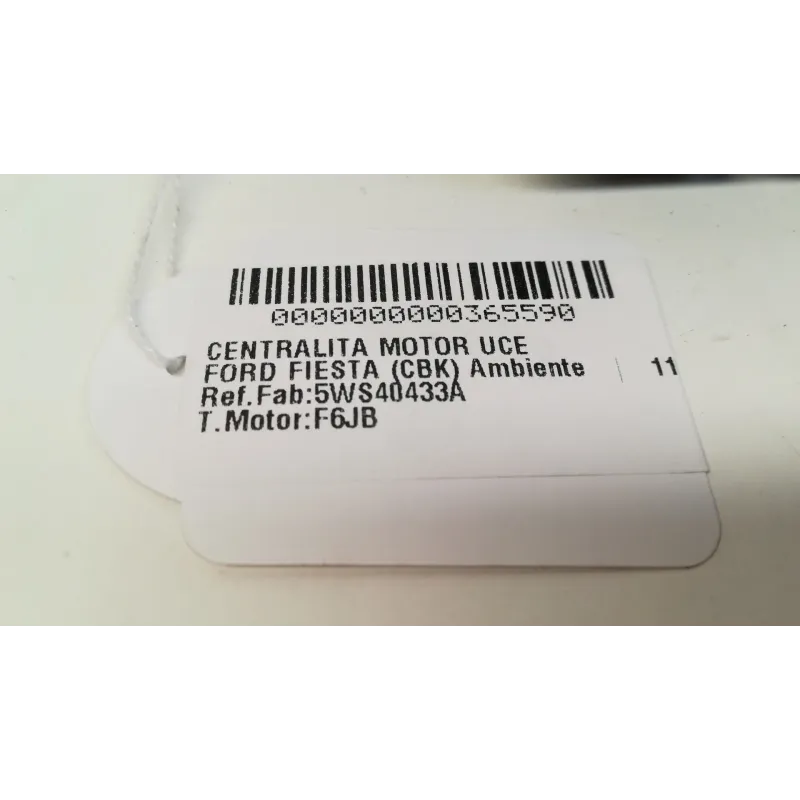 0000000000365590
CENTRALITA MOTOR UCE
FORD FIESTA (CBK) Ambiente | 11
Ref.Fab:5WS40433A
T.Motor:F6JB